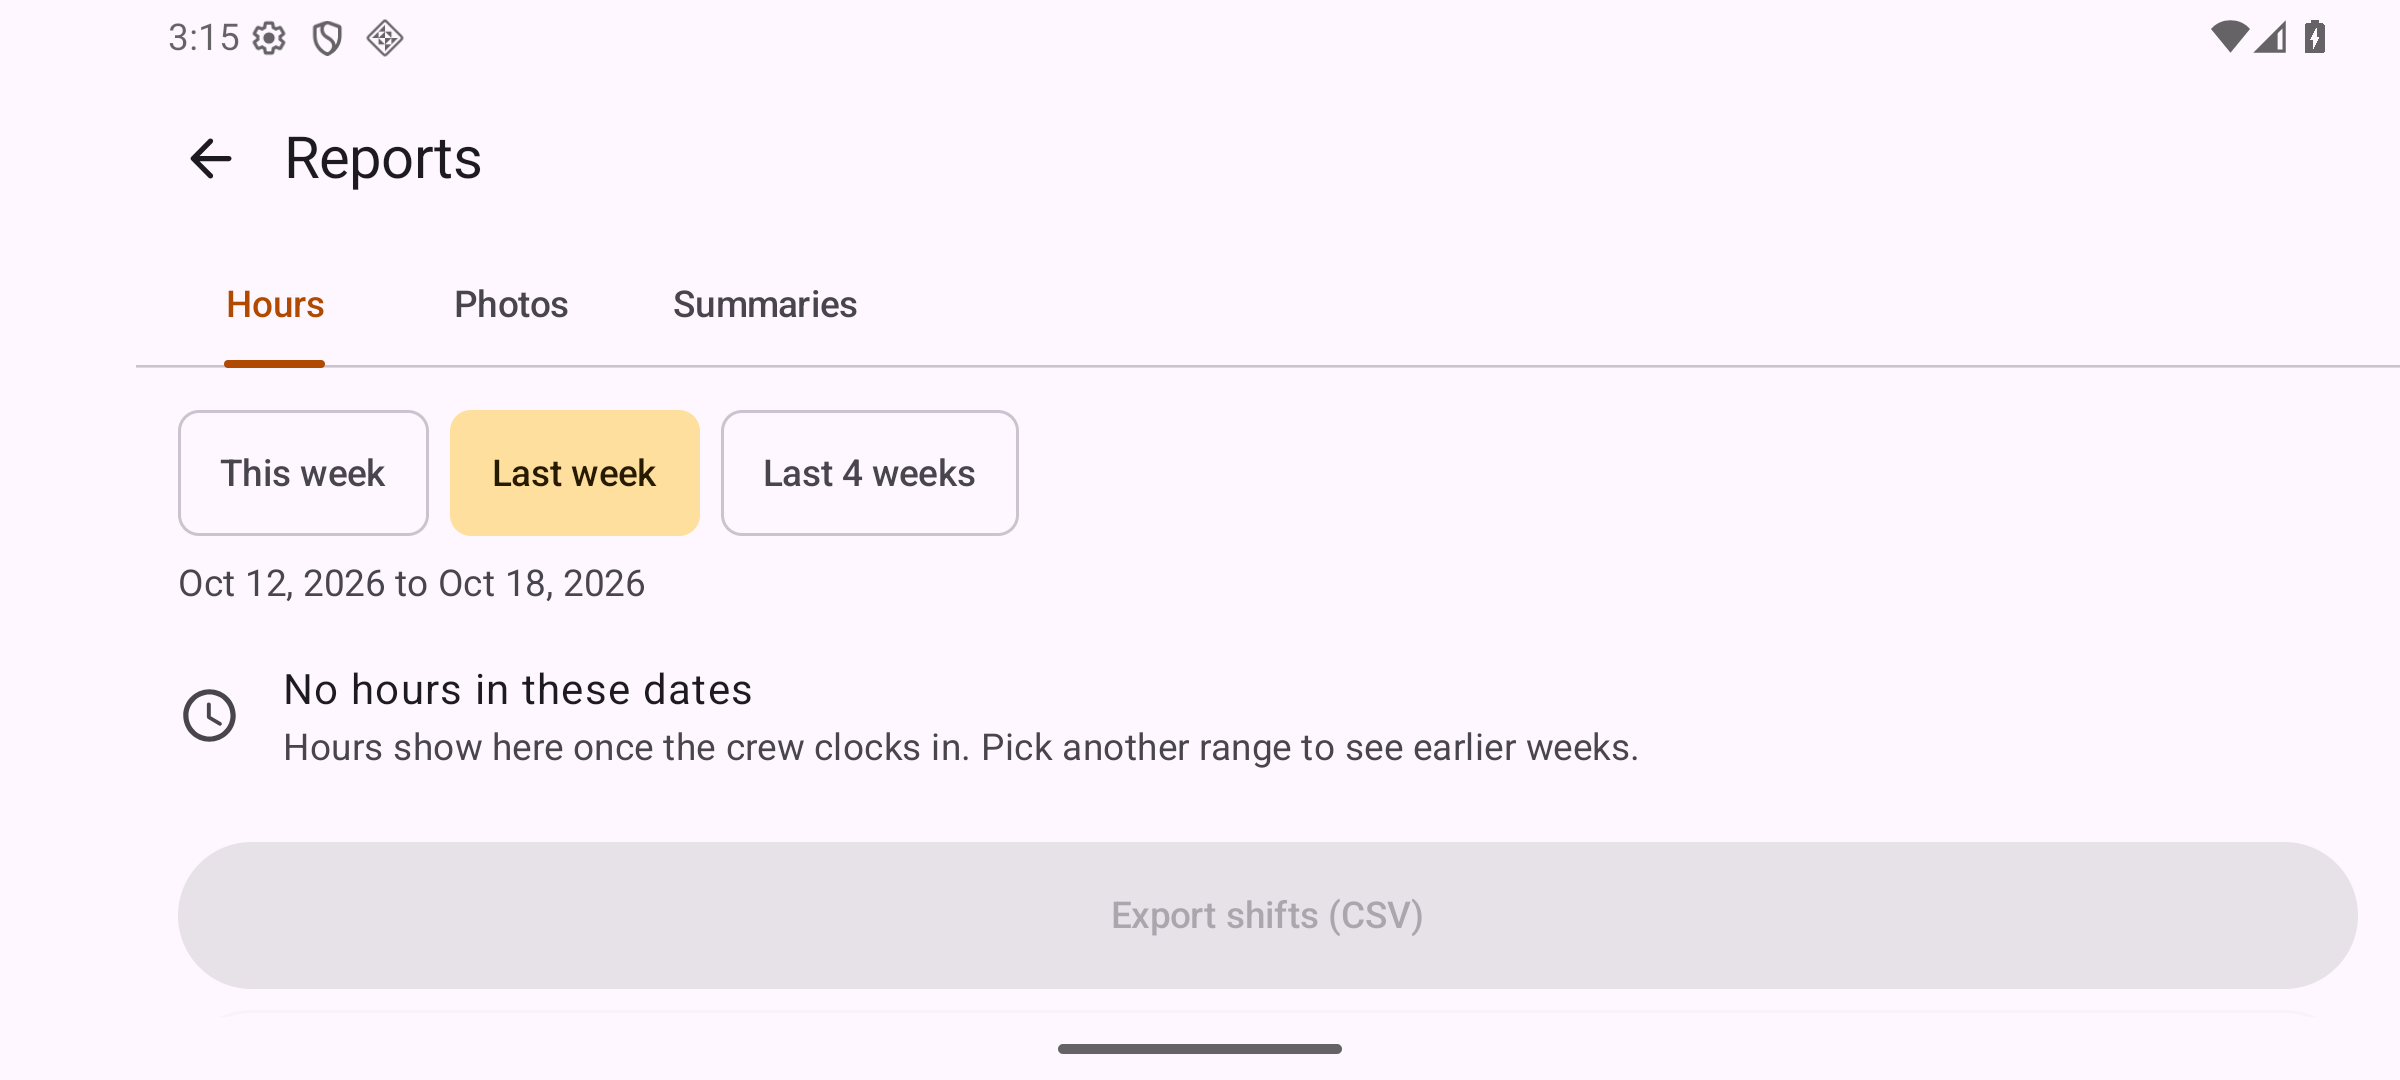 3:15
Reports
Hours Photos Summaries
This week Last week Last 4 weeks
Oct 12, 2026 to Oct 18, 2026
No hours in these dates
Hours show here once the crew clocks in. Pick another range to see earlier weeks.
Export shifts (CSV)